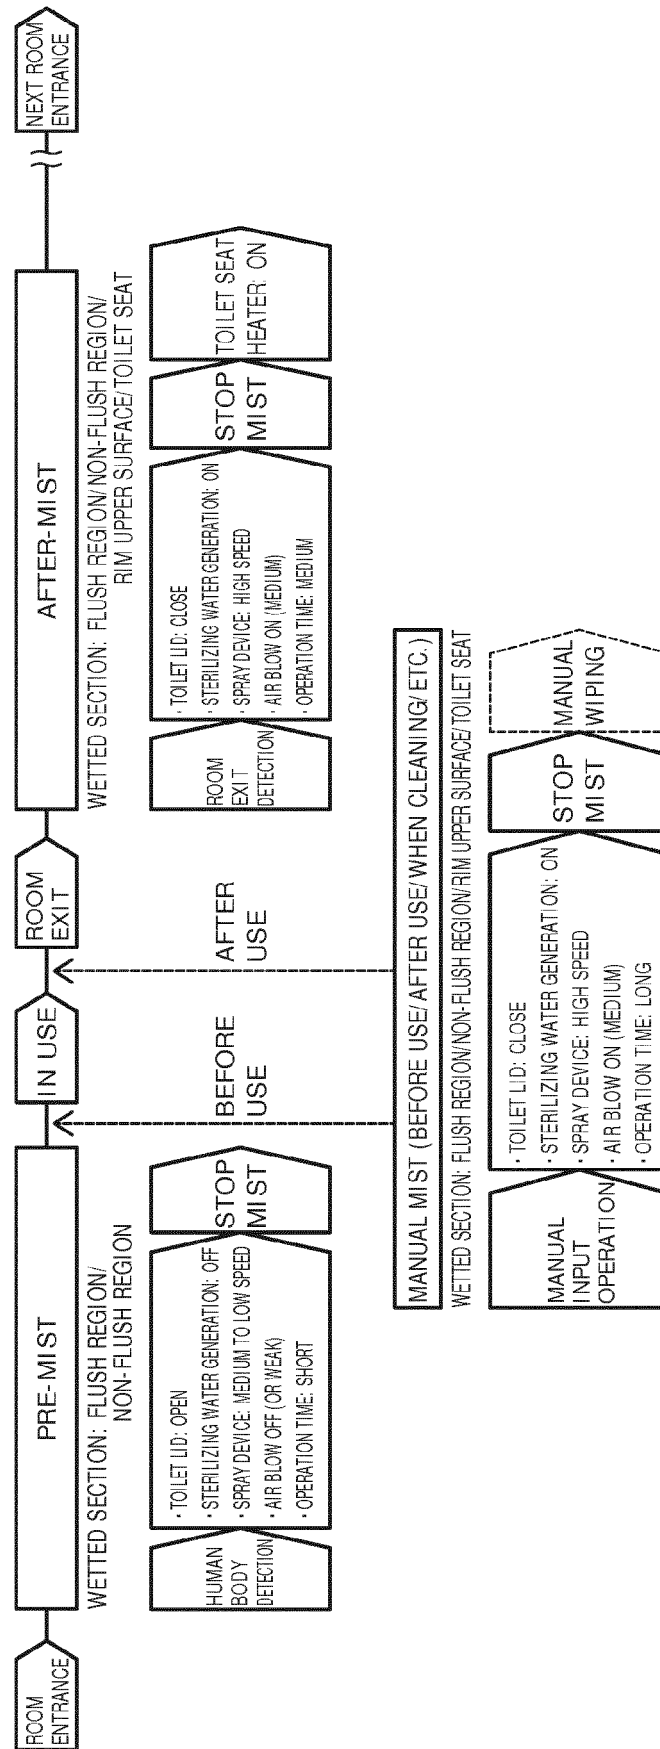 ROOM
ENTRANCE
PRE-MIST
WETTED SECTION: FLUSH REGION/
NON-FLUSH REGION
HUMAN
BODY
DETECTION
· TOILET LID: OPEN
· STERILIZING WATER GENERATION: OFF
· SPRAY DEVICE: MEDIUM TO LOW SPEED
· AIR BLOW OFF (OR WEAK)
· OPERATION TIME: SHORT
STOP
MIST
BEFORE
USE
IN USE
AFTER
USE
ROOM
EXIT
AFTER-MIST
WETTED SECTION: FLUSH REGION/NON-FLUSH REGION/
RIM UPPER SURFACE/TOILET SEAT
ROOM
EXIT
DETECTION
· TOILET LID: CLOSE
· STERILIZING WATER GENERATION: ON
· SPRAY DEVICE: HIGH SPEED
· AIR BLOW ON (MEDIUM)
· OPERATION TIME: MEDIUM
STOP
MIST
TOILET SEAT
HEATER: ON
NEXT ROOM
ENTRANCE
MANUAL MIST (BEFORE USE/AFTER USE/WHEN CLEANING/ETC.)
WETTED SECTION: FLUSH REGION/NON-FLUSH REGION/RIM UPPER SURFACE/TOILET SEAT
MANUAL
INPUT
OPERATION
· TOILET LID: CLOSE
· STERILIZING WATER GENERATION: ON
· SPRAY DEVICE: HIGH SPEED
· AIR BLOW ON (MEDIUM)
· OPERATION TIME: LONG
STOP
MIST
MANUAL
WIPING